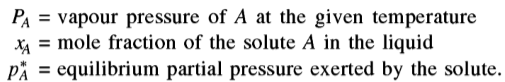 P_A = vapour pressure of A at the given temperature
x_A = mole fraction of the solute A in the liquid
p*_A = equilibrium partial pressure exerted by the solute.